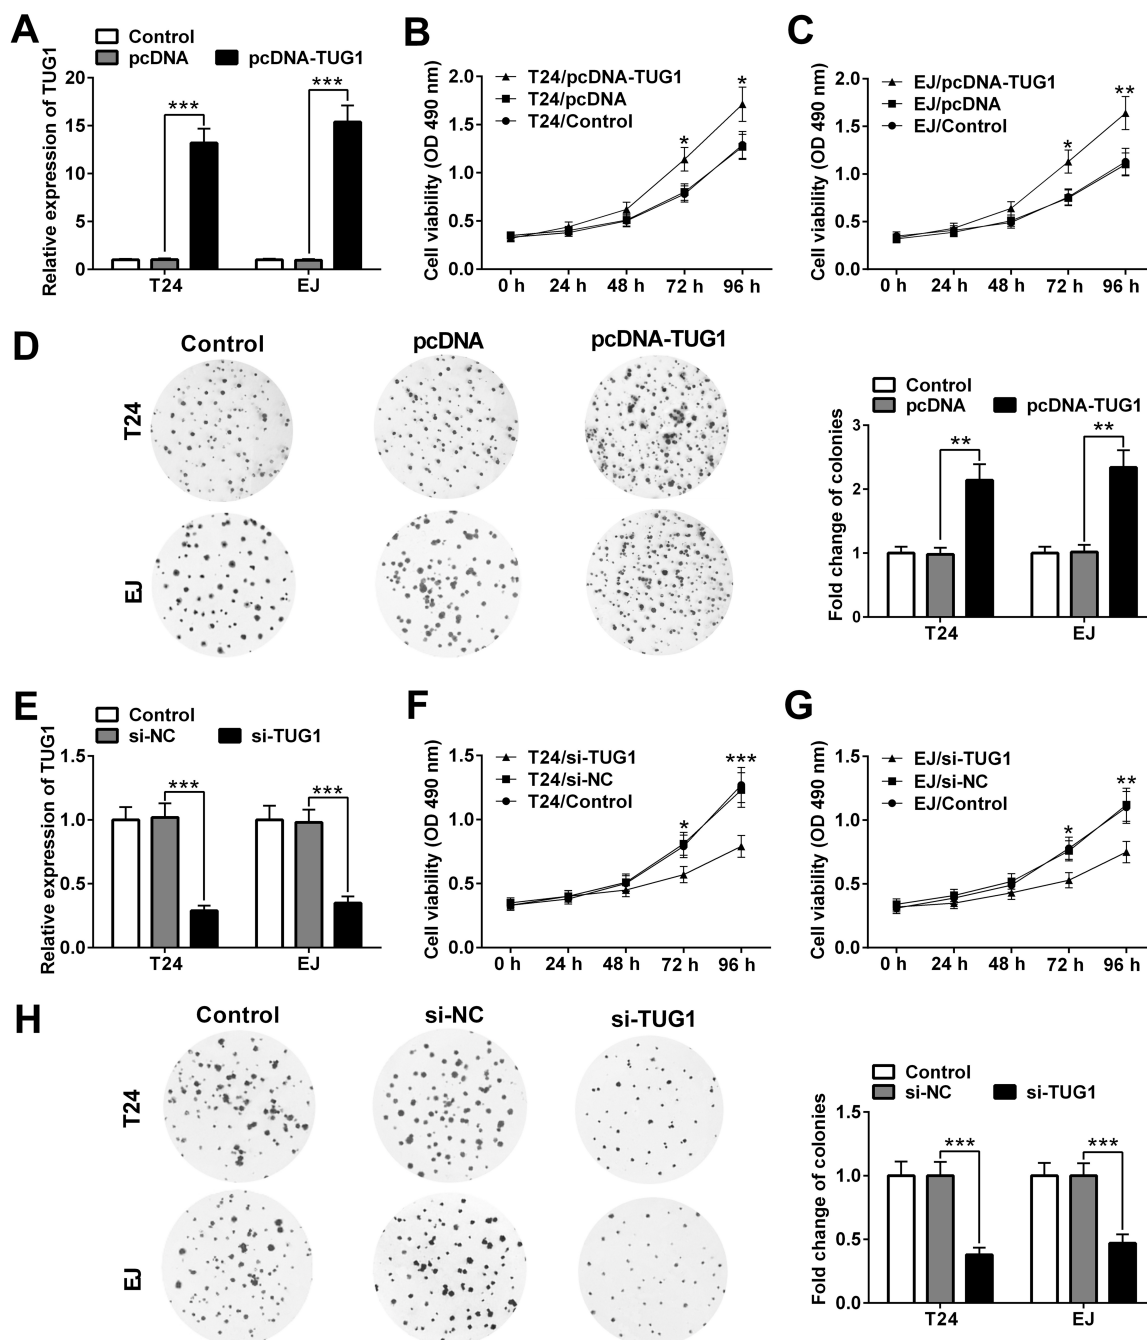 A
Control
pcDNA
pcDNA-TUG1
Relative expression of TUG1
20
15
10
5
0
***
***
T24
EJ
B
T24/pcDNA-TUG1
T24/pcDNA
T24/Control
Cell viability (OD 490 nm)
2.0
1.5
1.0
0.5
0.0
*
*
0 h 24 h 48 h 72 h 96 h
C
EJ/pcDNA-TUG1
EJ/pcDNA
EJ/Control
Cell viability (OD 490 nm)
2.0
1.5
1.0
0.5
0.0
*
**
0 h 24 h 48 h 72 h 96 h
D
Control pcDNA pcDNA-TUG1
T24
EJ
Control
pcDNA
pcDNA-TUG1
Fold change of colonies
3
2
1
0
**
**
T24
EJ
E
Control
si-NC
si-TUG1
Relative expression of TUG1
1.5
1.0
0.5
0.0
***
***
T24
EJ
F
T24/si-TUG1
T24/si-NC
T24/Control
Cell viability (OD 490 nm)
1.5
1.0
0.5
0.0
*
***
0 h 24 h 48 h 72 h 96 h
G
EJ/si-TUG1
EJ/si-NC
EJ/Control
Cell viability (OD 490 nm)
1.5
1.0
0.5
0.0
*
**
0 h 24 h 48 h 72 h 96 h
H
Control si-NC si-TUG1
T24
EJ
Control
si-NC
si-TUG1
Fold change of colonies
1.5
1.0
0.5
0.0
***
***
T24
EJ